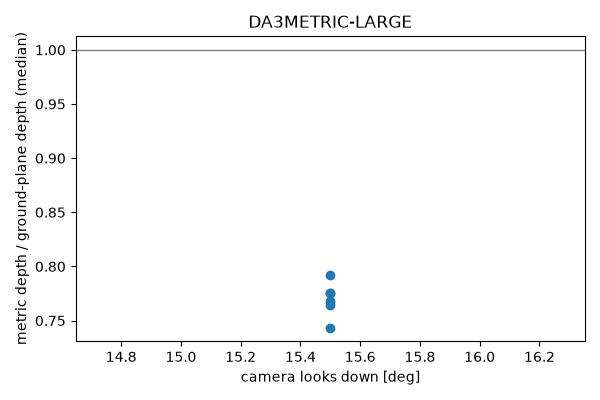 DA3METRIC-LARGE
metric depth / ground-plane depth (median)
1.00
0.95
0.90
0.85
0.80
0.75
14.8 15.0 15.2 15.4 15.6 15.8 16.0 16.2
camera looks down [deg]